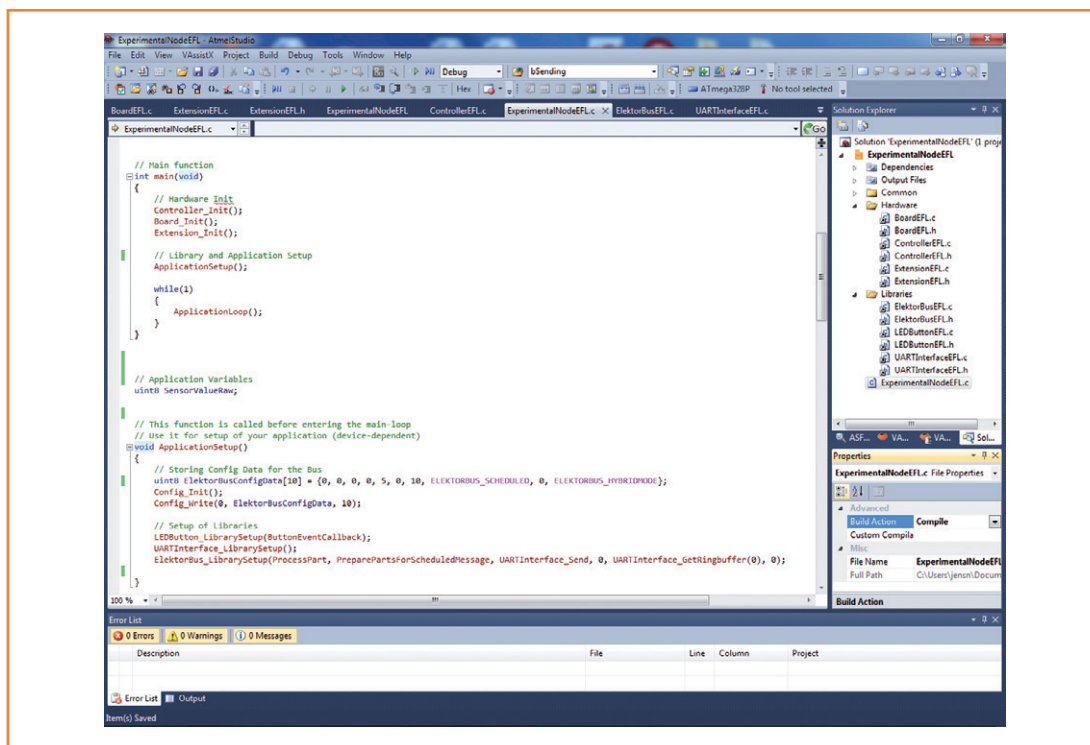 ExperimentalNodeEFL - AtmelStudio
File Edit View VAssistX Project Build Debug Tools Window Help
Debug bSending
Hex ATmega328P No tool selected
BoardEFL.c ExtensionEFL.c ExtensionEFL.h ExperimentalNodeEFL ControllerEFL.c ExperimentalNodeEFL.c ElektorBusEFL.c UARTInterfaceEFL.c
ExperimentalNodeEFL.c Go
// Main function
int main(void)
{
// Hardware Init
Controller_Init();
Board_Init();
Extension_Init();
// Library and Application Setup
ApplicationSetup();
while(1)
{
ApplicationLoop();
}
}
// Application Variables
uint8 SensorValueRaw;
// This function is called before entering the main-loop
// Use it for setup of your application (device-dependent)
void ApplicationSetup()
{
// Storing Config Data for the Bus
uint8 ElektorBusConfigData[10] = {0, 0, 0, 0, 5, 0, 10, ELEKTORBUS_SCHEDULED, 0, ELEKTORBUS_HYBRIDMODE};
Config_Init();
Config_Write(0, ElektorBusConfigData, 10);
// Setup of Libraries
LEDButton_LibrarySetup(ButtonEventCallback);
UARTInterface_LibrarySetup();
ElektorBus_LibrarySetup(ProcessPart, PreparePartsForScheduledMessage, UARTInterface_Send, 0, UARTInterface_GetRingbuffer(0), 0);
}
100 %
Solution Explorer
Solution 'ExperimentalNodeEFL' (1 proje
ExperimentalNodeEFL
Dependencies
Output Files
Common
Hardware
BoardEFL.c
BoardEFL.h
ControllerEFL.c
ControllerEFL.h
ExtensionEFL.c
ExtensionEFL.h
Libraries
ElektorBusEFL.c
ElektorBusEFL.h
LEDButtonEFL.c
LEDButtonEFL.h
UARTInterfaceEFL.c
UARTInterfaceEFL.h
ExperimentalNodeEFL.c
ASF... VA... VA... Sol...
Properties
ExperimentalNodeEFL.c File Properties
Advanced
Build Action Compile
Custom Compila
Misc
File Name ExperimentalNodeEFL
Full Path C:\Users\jensn\Docum
Build Action
Error List
0 Errors 0 Warnings 0 Messages
Description File Line Column Project
Error List Output
Item(s) Saved